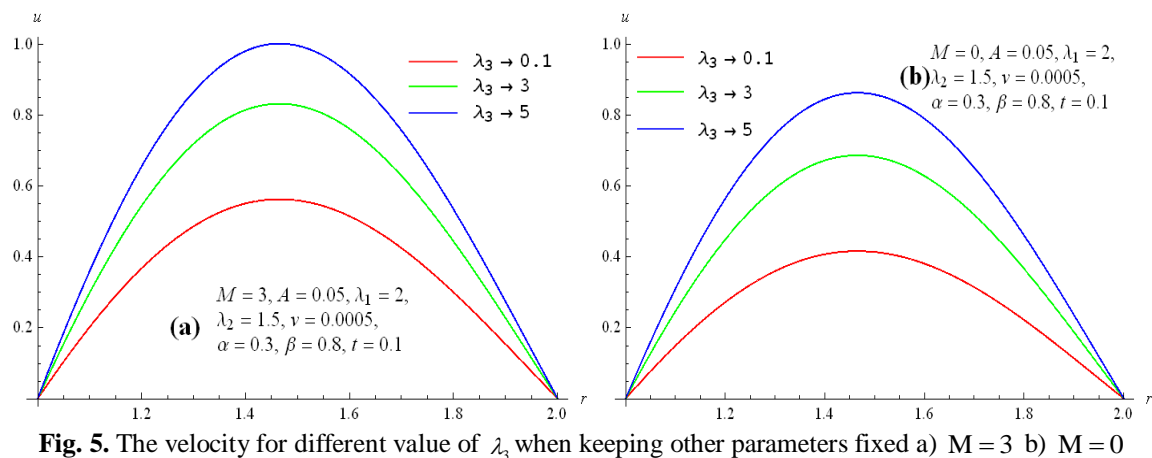 u
1.0
0.8
0.6
0.4
0.2
1.2
1.4
1.6
1.8
2.0
r
λ₃ → 0.1
λ₃ → 3
λ₃ → 5
(a)
M = 3, A = 0.05, λ₁ = 2,
λ₂ = 1.5, ν = 0.0005,
α = 0.3, β = 0.8, t = 0.1
u
1.0
0.8
0.6
0.4
0.2
1.2
1.4
1.6
1.8
2.0
r
λ₃ → 0.1
λ₃ → 3
λ₃ → 5
(b)
M = 0, A = 0.05, λ₁ = 2,
λ₂ = 1.5, ν = 0.0005,
α = 0.3, β = 0.8, t = 0.1
Fig. 5. The velocity for different value of λ₃ when keeping other parameters fixed a) M = 3 b) M = 0